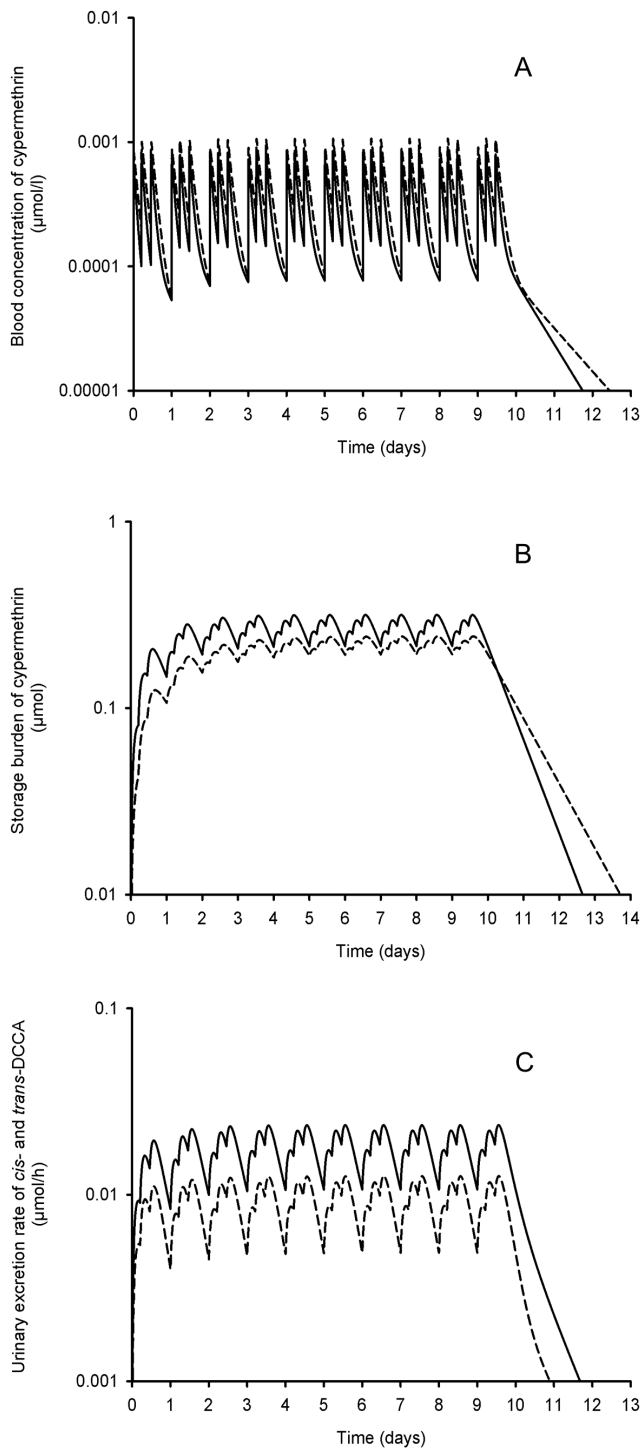 0.01
A
0.001
0.0001
0.00001
Blood concentration of cypermethrin
(µmol/l)
0 1 2 3 4 5 6 7 8 9 10 11 12 13
Time (days)
1
B
0.1
0.01
Storage burden of cypermethrin
(µmol)
0 1 2 3 4 5 6 7 8 9 10 11 12 13 14
Time (days)
0.1
C
0.01
0.001
Urinary excretion rate of cis- and trans-DCCA
(µmol/h)
0 1 2 3 4 5 6 7 8 9 10 11 12 13
Time (days)